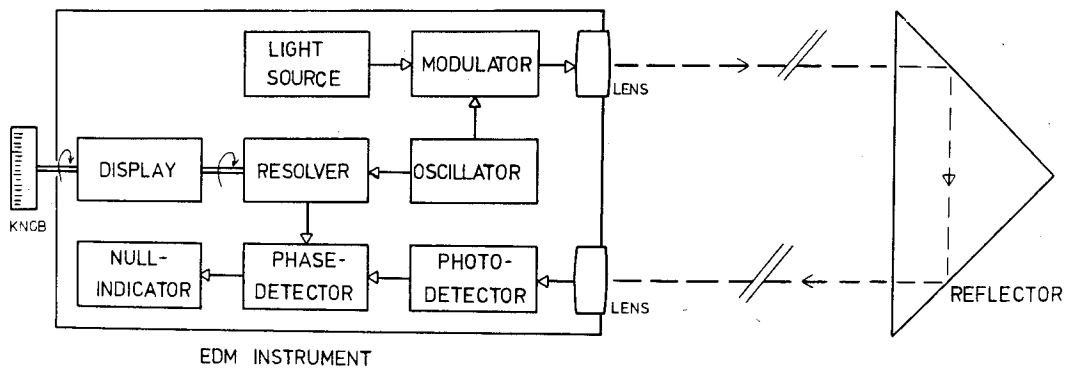 LIGHT
SOURCE
MODULATOR
LENS
DISPLAY
RESOLVER
OSCILLATOR
KNOB
NULL-
INDICATOR
PHASE-
DETECTOR
PHOTO-
DETECTOR
LENS
REFLECTOR
EDM INSTRUMENT